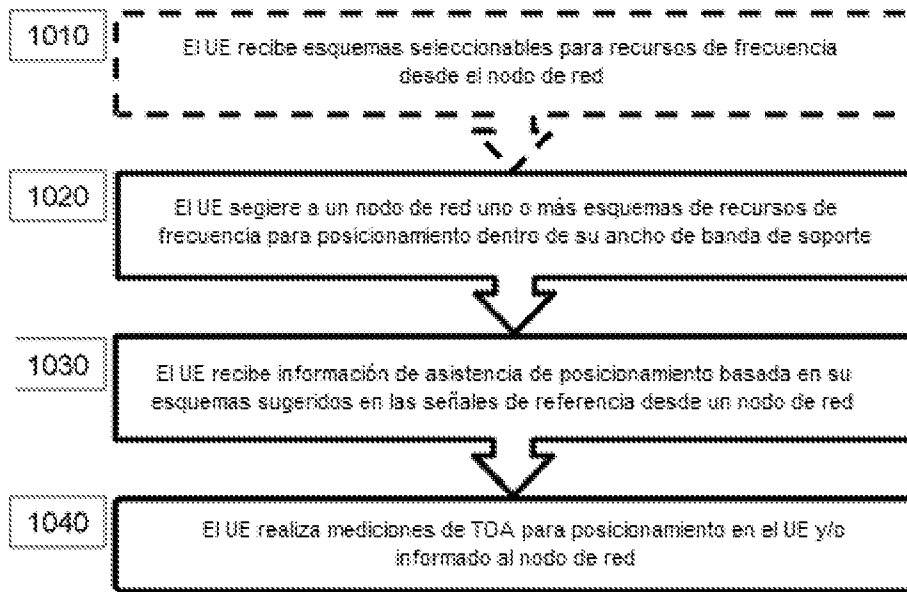 1010
El UE recibe esquemas seleccionables para recursos de frecuencia
desde el nodo de red
1020
El UE segiere a un nodo de red uno o más esquemas de recursos de
frecuencia para posicionamiento dentro de su ancho de banda de soporte
1030
El UE recibe información de asistencia de posicionamiento basada en su
esquemas sugeridos en las señales de referencia desde un nodo de red
1040
El UE realiza mediciones de TOA para posicionamiento en el UE y/o
informado al nodo de red